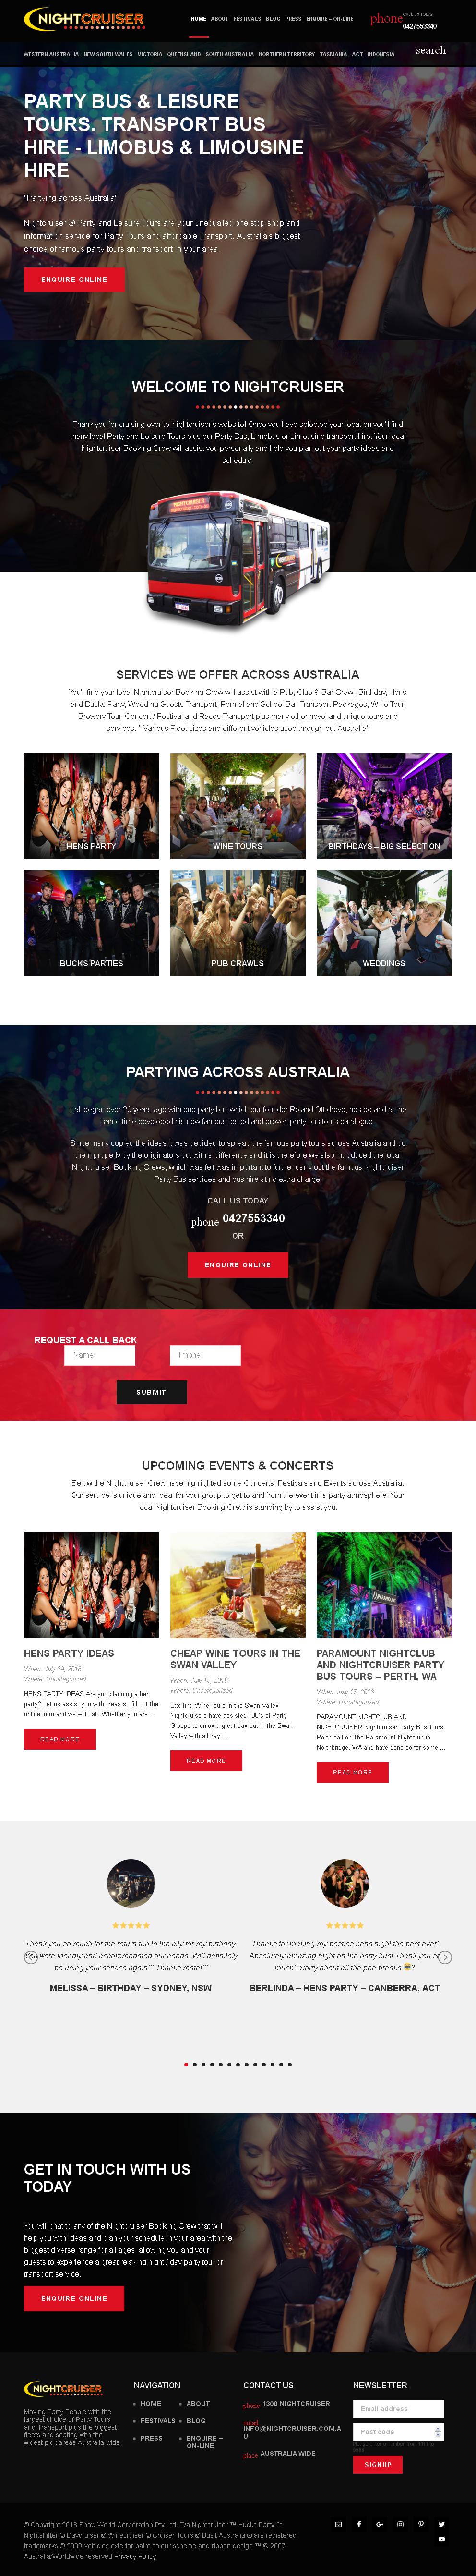 NIGHTCRUISER
HOME ABOUT FESTIVALS BLOG PRESS ENQUIRE – ON-LINE
phone
CALL US TODAY
0427553340
WESTERN AUSTRALIA NEW SOUTH WALES VICTORIA QUEENSLAND SOUTH AUSTRALIA NORTHERN TERRITORY TASMANIA ACT INDONESIA
search
PARTY BUS & LEISURE
TOURS. TRANSPORT BUS
HIRE - LIMOBUS & LIMOUSINE
HIRE
"Partying across Australia"
Nightcruiser ® Party and Leisure Tours are your unequalled one stop shop and
information service for Party Tours and affordable Transport. Australia's biggest
choice of famous party tours and transport in your area.
ENQUIRE ONLINE
WELCOME TO NIGHTCRUISER
Thank you for cruising over to Nightcruiser's website! Once you have selected your location you'll find
many local Party and Leisure Tours plus our Party Bus, Limobus or Limousine transport hire. Your local
Nightcruiser Booking Crew will assist you personally and help you plan out your party ideas and
schedule.
SERVICES WE OFFER ACROSS AUSTRALIA
You'll find your local Nightcruiser Booking Crew will assist with a Pub, Club & Bar Crawl, Birthday, Hens
and Bucks Party, Wedding Guests Transport, Formal and School Ball Transport Packages, Wine Tour,
Brewery Tour, Concert / Festival and Races Transport plus many other novel and unique tours and
services. * Various Fleet sizes and different vehicles used through-out Australia"
HENS PARTY
WINE TOURS
BIRTHDAYS – BIG SELECTION
BUCKS PARTIES
PUB CRAWLS
WEDDINGS
PARTYING ACROSS AUSTRALIA
It all began over 20 years ago with one party bus which our founder Roland Ott drove, hosted and at the
same time directed his now famous tested and proven party bus tours catalogue.
Since many copied the ideas it was decided to spread the famous party tours across Australia and do
them properly by the originators but with a difference and it is therefore we also introduced the local
Nightcruiser Booking Crews, which was felt was important to further carry out the famous Nightcruiser
Party Bus services and bus hire at no extra charge.
CALL US TODAY
phone 0427553340
OR
ENQUIRE ONLINE
REQUEST A CALL BACK
Name
Phone
SUBMIT
UPCOMING EVENTS & CONCERTS
Below the Nightcruiser Crew have highlighted some Concerts, Festivals and Events across Australia.
Our service is unique and ideal for your group to get to and from the event in a party atmosphere. Your
local Nightcruiser Booking Crew is standing by to assist you.
HENS PARTY IDEAS
When: July 29, 2018
Where: Uncategorized
HENS PARTY IDEAS Are you planning a hen
party? Let us assist you with ideas so fill out the
online form and we will call. Whether you are ...
READ MORE
CHEAP WINE TOURS IN THE
SWAN VALLEY
When: July 18, 2018
Where: Uncategorized
Exciting Wine Tours in the Swan Valley
Nightcruisers have assisted 100's of Party
Groups to enjoy a great day out in the Swan
Valley with all day ...
READ MORE
PARAMOUNT NIGHTCLUB
AND NIGHTCRUISER PARTY
BUS TOURS – PERTH, WA
When: July 17, 2018
Where: Uncategorized
PARAMOUNT NIGHTCLUB AND
NIGHTCRUISER Nightcruiser Party Bus Tours
Perth call on The Paramount Nightclub in
Northbridge, WA and have done so for some ...
READ MORE
Thank you so much for the return trip to the city for my birthday.
You were friendly and accommodated our needs. Will definitely
be using your service again!!! Thanks mate!!!!
MELISSA – BIRTHDAY – SYDNEY, NSW
Thanks for making my besties hens night the best ever!
Absolutely amazing night on the party bus! Thank you so
much!! Sorry about all the pee breaks 😂?
BERLINDA – HENS PARTY – CANBERRA, ACT
GET IN TOUCH WITH US
TODAY
You will chat to any of the Nightcruiser Booking Crew that will
help you with ideas and plan your schedule in your area with the
biggest diverse range for all ages, allowing you and your
guests to experience a great relaxing night / day party tour or
transport service.
ENQUIRE ONLINE
NIGHTCRUISER
Moving Party People with the
largest choice of Party Tours
and Transport plus the biggest
fleets and seating with the
widest pick areas Australia-wide.
NAVIGATION
HOME
ABOUT
FESTIVALS
BLOG
PRESS
ENQUIRE –
ON-LINE
CONTACT US
phone 1300 NIGHTCRUISER
email
INFO@NIGHTCRUISER.COM.A
U
place AUSTRALIA WIDE
NEWSLETTER
Email address
Post code
SIGNUP
© Copyright 2018 Show World Corporation Pty Ltd. T/a Nightcruiser ™ Hucks Party ™
Nightshifter © Daycruiser © Winecruiser © Cruiser Tours © Busit Australia ® are registered
trademarks © 2009 Vehicles exterior paint colour scheme and ribbon design ™ © 2007
Australia/Worldwide reserved Privacy Policy